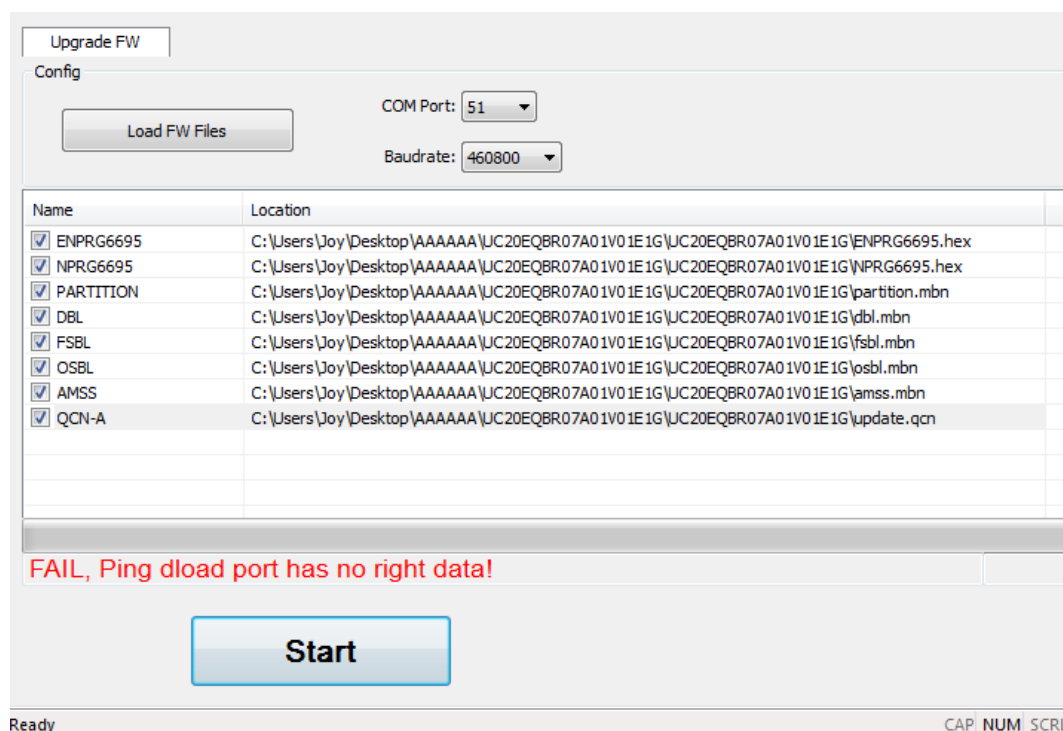 Upgrade FW
Config
Load FW Files
COM Port: 51
Baudrate: 460800
Name Location
ENPRG6695 C:\Users\Joy\Desktop\AAAAAA\UC20EQBR07A01V01E1G\UC20EQBR07A01V01E1G\ENPRG6695.hex
NPRG6695 C:\Users\Joy\Desktop\AAAAAA\UC20EQBR07A01V01E1G\UC20EQBR07A01V01E1G\NPRG6695.hex
PARTITION C:\Users\Joy\Desktop\AAAAAA\UC20EQBR07A01V01E1G\UC20EQBR07A01V01E1G\partition.mbn
DBL C:\Users\Joy\Desktop\AAAAAA\UC20EQBR07A01V01E1G\UC20EQBR07A01V01E1G\dbl.mbn
FSBL C:\Users\Joy\Desktop\AAAAAA\UC20EQBR07A01V01E1G\UC20EQBR07A01V01E1G\fsbl.mbn
OSBL C:\Users\Joy\Desktop\AAAAAA\UC20EQBR07A01V01E1G\UC20EQBR07A01V01E1G\osbl.mbn
AMSS C:\Users\Joy\Desktop\AAAAAA\UC20EQBR07A01V01E1G\UC20EQBR07A01V01E1G\amss.mbn
QCN-A C:\Users\Joy\Desktop\AAAAAA\UC20EQBR07A01V01E1G\UC20EQBR07A01V01E1G\update.qcn
FAIL, Ping dload port has no right data!
Start
Ready CAP NUM SCRL